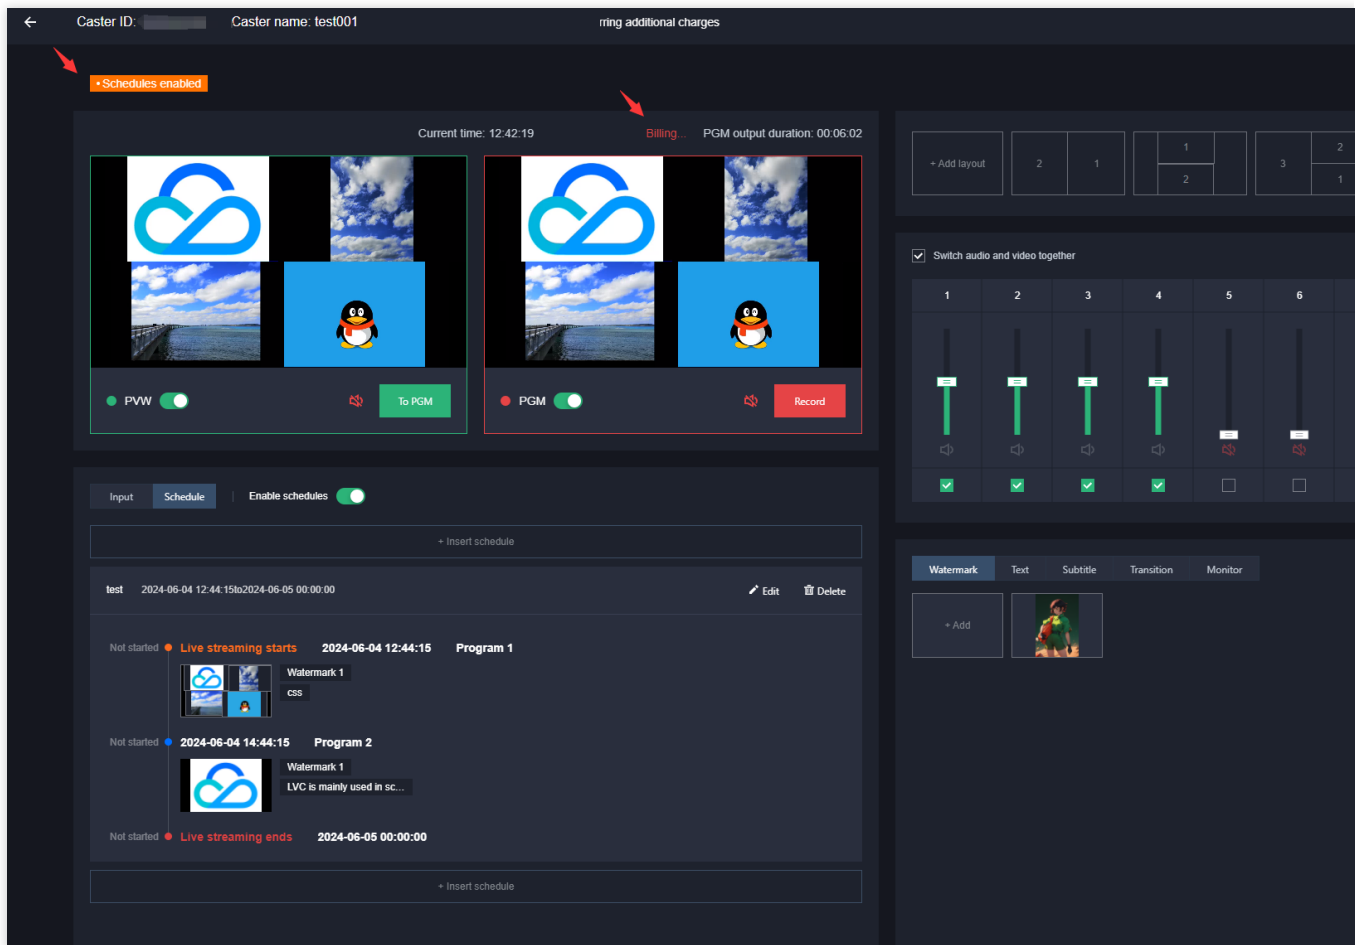 Caster ID: Caster name: test001 rring additional charges
Schedules enabled
Current time: 12:42:19 Billing... PGM output duration: 00:06:02
PVW To PGM
PGM Record
Input Schedule Enable schedules
+ Insert schedule
test 2024-06-04 12:44:15to2024-06-05 00:00:00 Edit Delete
Not started Live streaming starts 2024-06-04 12:44:15 Program 1
Watermark 1
css
Not started 2024-06-04 14:44:15 Program 2
Watermark 1
LVC is mainly used in sc...
Not started Live streaming ends 2024-06-05 00:00:00
+ Insert schedule
+ Add layout
2 1
1
2
3
2
1
Switch audio and video together
1 2 3 4 5 6
Watermark Text Subtitle Transition Monitor
+ Add